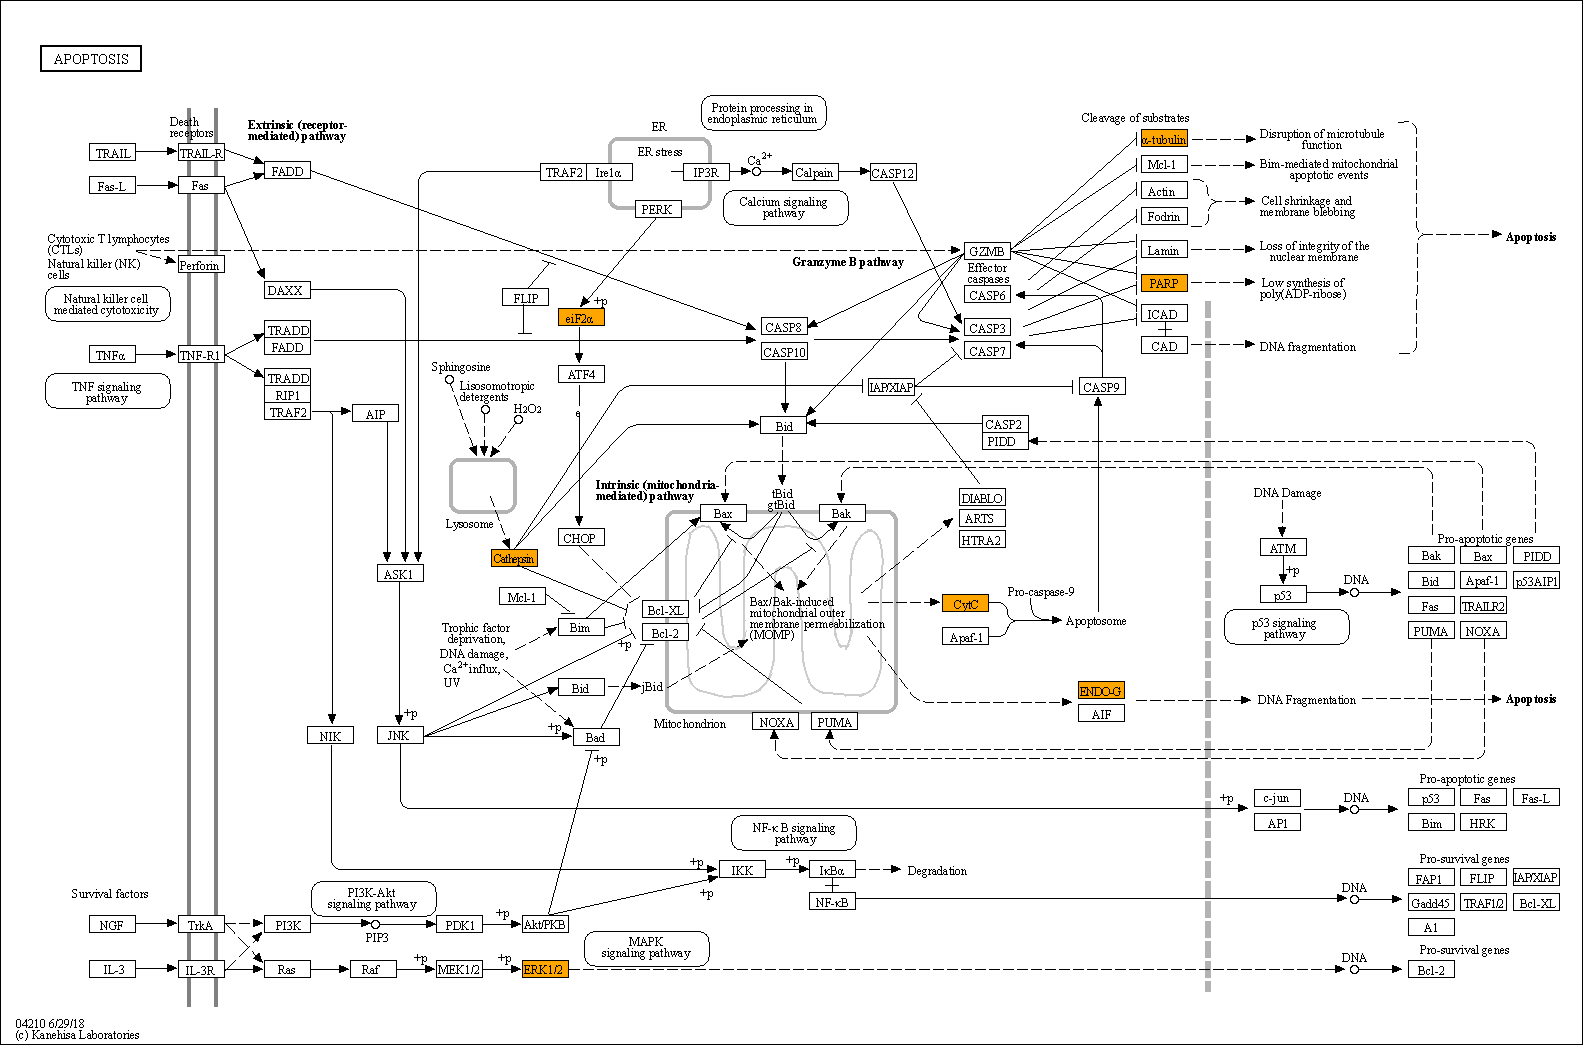 APOPTOSIS
Death
receptors
Extrinsic (receptor-
mediated) pathway
TRAIL
TRAIL-R
FADD
Fas-L
Fas
Cytotoxic T lymphocytes
(CTLs)
Natural killer (NK)
cells
Perforin
Natural killer cell
mediated cytotoxicity
DAXX
TNFα
TNF-R1
TRADD
FADD
TNF signaling
pathway
TRADD
RIP1
TRAF2
AIP
Protein processing in
endoplasmic reticulum
ER
ER stress
TRAF2
Ire1α
IP3R
Ca2+
Calpain
CASP12
PERK
Calcium signaling
pathway
Granzyme B pathway
FLIP
+p
eiF2α
ATF4
e
CHOP
Sphingosine
Lisosomotropic
detergents
H2O2
Lysosome
Cathepsin
CASP8
CASP10
GZMB
Effector
caspases
CASP6
CASP3
CASP7
IAP/XIAP
CASP9
Bid
CASP2
PIDD
Cleavage of substrates
α-tubulin
Disruption of microtubule
function
Mcl-1
Bim-mediated mitochondrial
apoptotic events
Actin
Fodrin
Cell shrinkage and
membrane blebbing
Lamin
Loss of integrity of the
nuclear membrane
PARP
Low synthesis of
poly(ADP-ribose)
ICAD
CAD
DNA fragmentation
Apoptosis
Intrinsic (mitochondria-
mediated) pathway
tBid
gtBid
Bax
Bak
DIABLO
ARTS
HTRA2
ASK1
Mcl-1
Bim
+p
Bcl-XL
Bcl-2
Bax/Bak-induced
mitochondrial outer
membrane permeabilization
(MOMP)
CytC
Apaf-1
Pro-caspase-9
Apoptosome
Trophic factor
deprivation,
DNA damage,
Ca2+ influx,
UV
Bid
jBid
Mitochondrion
NOXA
PUMA
ENDO-G
AIF
DNA Fragmentation
Apoptosis
DNA Damage
ATM
+p
p53
DNA
p53 signaling
pathway
Pro-apoptotic genes
Bak
Bax
PIDD
Bid
Apaf-1
p53AIP1
Fas
TRAILR2
PUMA
NOXA
NIK
+p
JNK
+p
Bad
+p
+p
c-jun
AP1
DNA
Pro-apoptotic genes
p53
Fas
Fas-L
Bim
HRK
NF-κB signaling
pathway
+p
IKK
+p
IκBα
Degradation
+p
NF-κB
DNA
Pro-survival genes
FAP1
FLIP
IAP/XIAP
Gadd45
TRAF1/2
Bcl-XL
A1
Survival factors
PI3K-Akt
signaling pathway
NGF
TrkA
PI3K
PIP3
PDK1
+p
Akt/PKB
MAPK
signaling pathway
IL-3
IL-3R
Ras
Raf
+p
MEK1/2
+p
ERK1/2
DNA
Pro-survival genes
Bcl-2
04210 6/29/18
(c) Kanehisa Laboratories